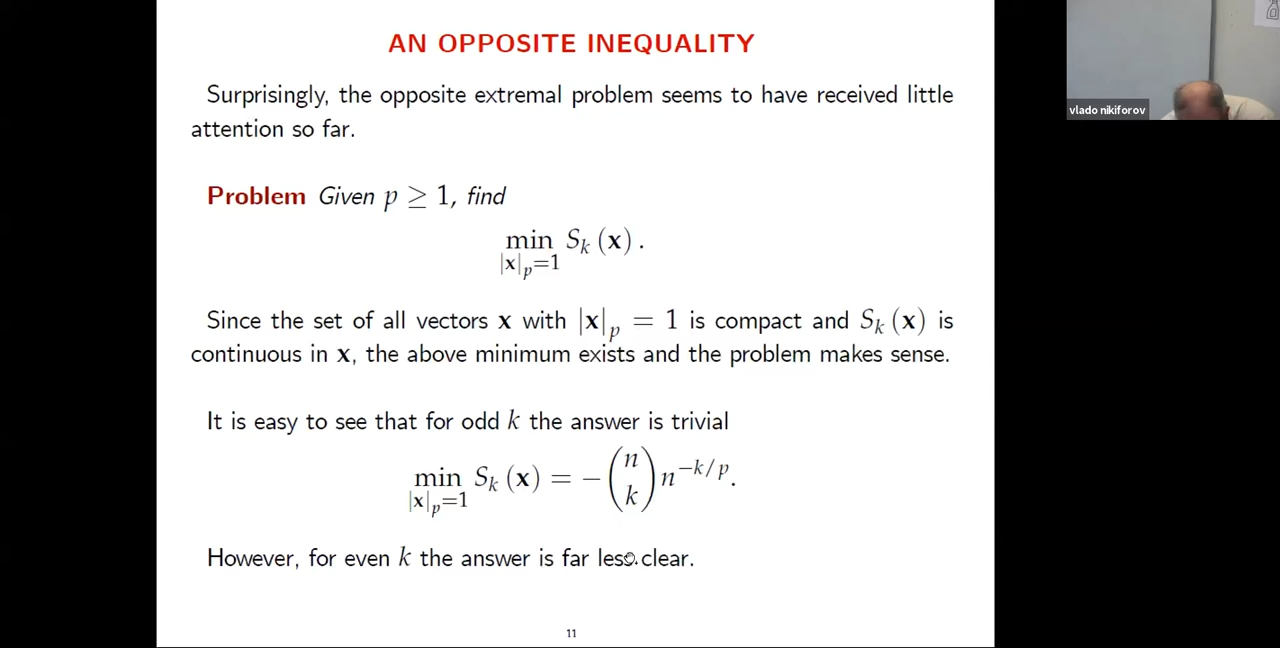 AN OPPOSITE INEQUALITY
vlado nikiforov
Surprisingly, the opposite extremal problem seems to have received little
attention so far.
Problem Given p ≥ 1, find
min S_k (x) .
|x|_p=1
Since the set of all vectors x with |x|_p = 1 is compact and S_k (x) is
continuous in x, the above minimum exists and the problem makes sense.
It is easy to see that for odd k the answer is trivial
min S_k (x) = −(n k) n^{−k/p}.
|x|_p=1
However, for even k the answer is far less clear.
11